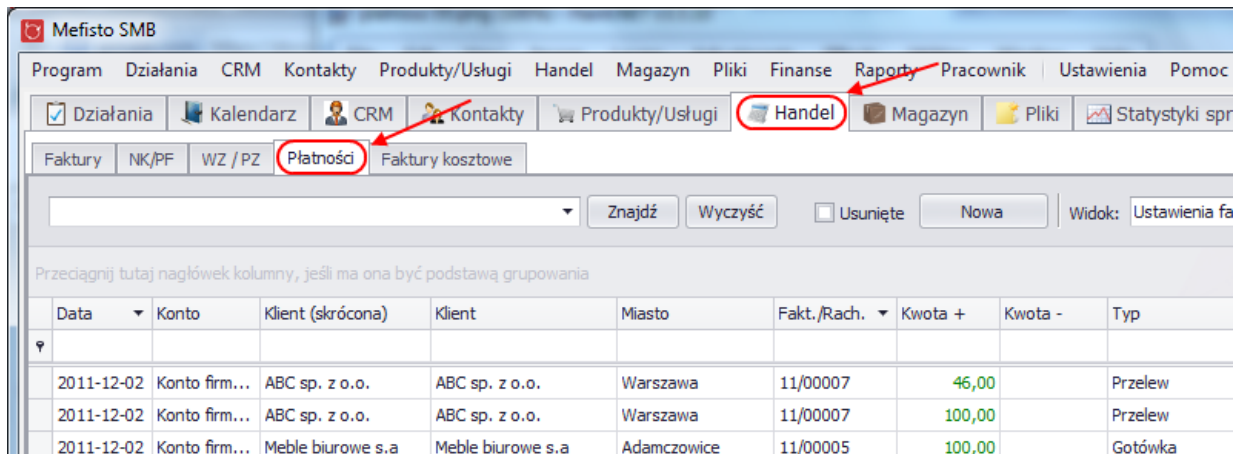 Mefisto SMB
Program Działania CRM Kontakty Produkty/Usługi Handel Magazyn Pliki Finanse Raporty Pracownik Ustawienia Pomoc
Działania Kalendarz CRM Kontakty Produkty/Usługi Handel Magazyn Pliki Statystyki spr
Faktury NK/PF WZ / PZ Płatności Faktury kosztowe
Znajdź Wyczyść Usunięte Nowa Widok: Ustawienia fa
Przeciągnij tutaj nagłówek kolumny, jeśli ma ona być podstawą grupowania
Data Konto Klient (skrócona) Klient Miasto Fakt./Rach. Kwota + Kwota - Typ
2011-12-02 Konto firm... ABC sp. z o.o. ABC sp. z o.o. Warszawa 11/00007 46,00 Przelew
2011-12-02 Konto firm... ABC sp. z o.o. ABC sp. z o.o. Warszawa 11/00007 100,00 Przelew
2011-12-02 Konto firm... Meble biurowe s.a Meble biurowe s.a Adamczowice 11/00005 100,00 Gotówka